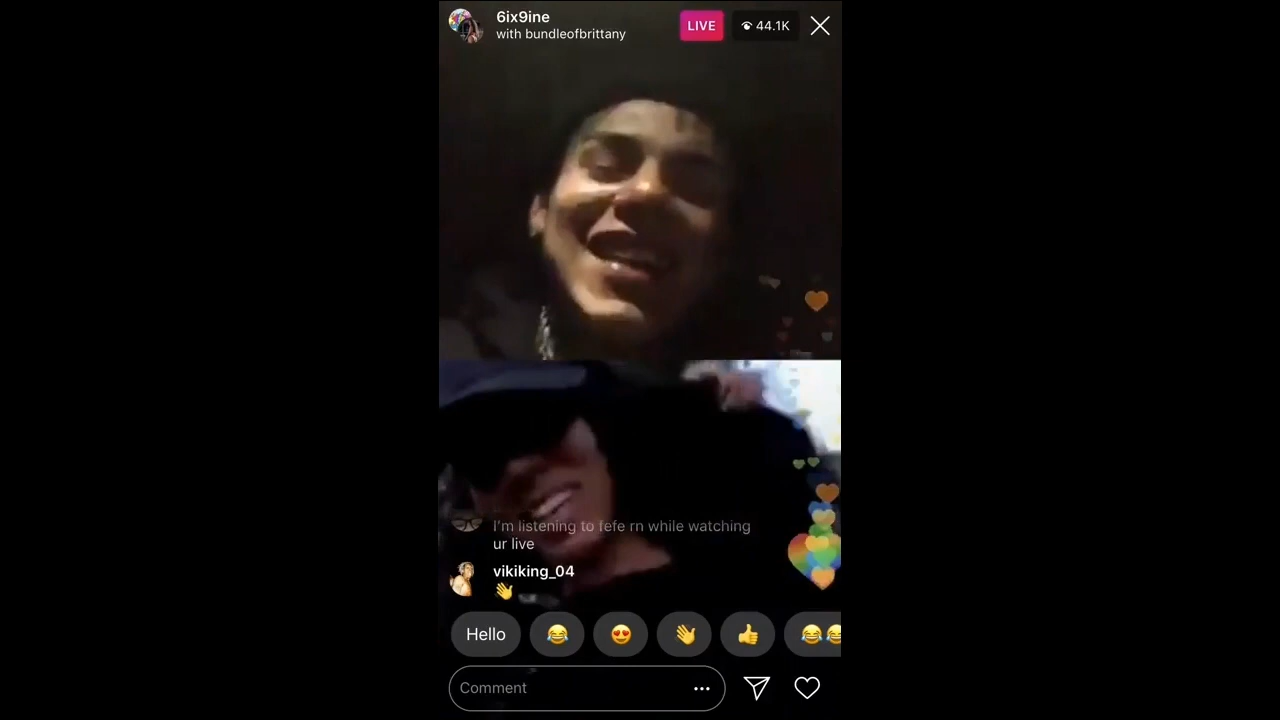 6ix9ine
with bundleofbrittany
LIVE
44.1K
I'm listening to fefe rn while watching
ur live
vikiking_04
👋
Hello 😂 😍 👋 👍 😂😂
Comment